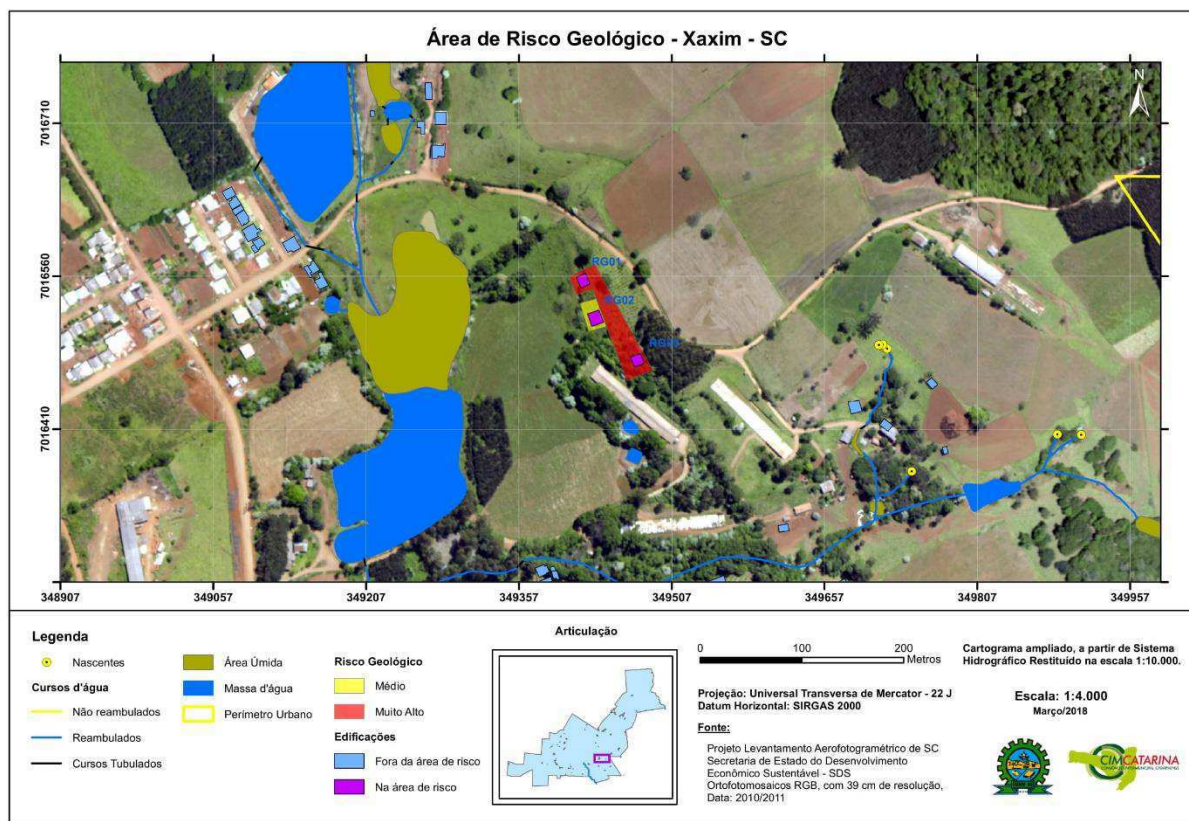 Área de Risco Geológico - Xaxim - SC
7016710
7016560
7016410
N
RG01
RG02
348907
349057
349207
349357
349507
349657
349807
349957
Legenda
Nascentes
Cursos d'água
Não reambulados
Reambulados
Cursos Tubulados
Área Úmida
Massa d'água
Perímetro Urbano
Risco Geológico
Médio
Muito Alto
Edificações
Fora da área de risco
Na área de risco
Articulação
0 100 200
Metros
Projeção: Universal Transversa de Mercator - 22 J
Datum Horizontal: SIRGAS 2000
Fonte:
Projeto Levantamento Aerofotogramétrico de SC
Secretaria de Estado do Desenvolvimento
Econômico Sustentável - SDS
Ortofotomosaicos RGB, com 39 cm de resolução,
Data: 2010/2011
Cartograma ampliado, a partir de Sistema
Hidrográfico Restituído na escala 1:10.000.
Escala: 1:4.000
Março/2018
CIMCATARINA